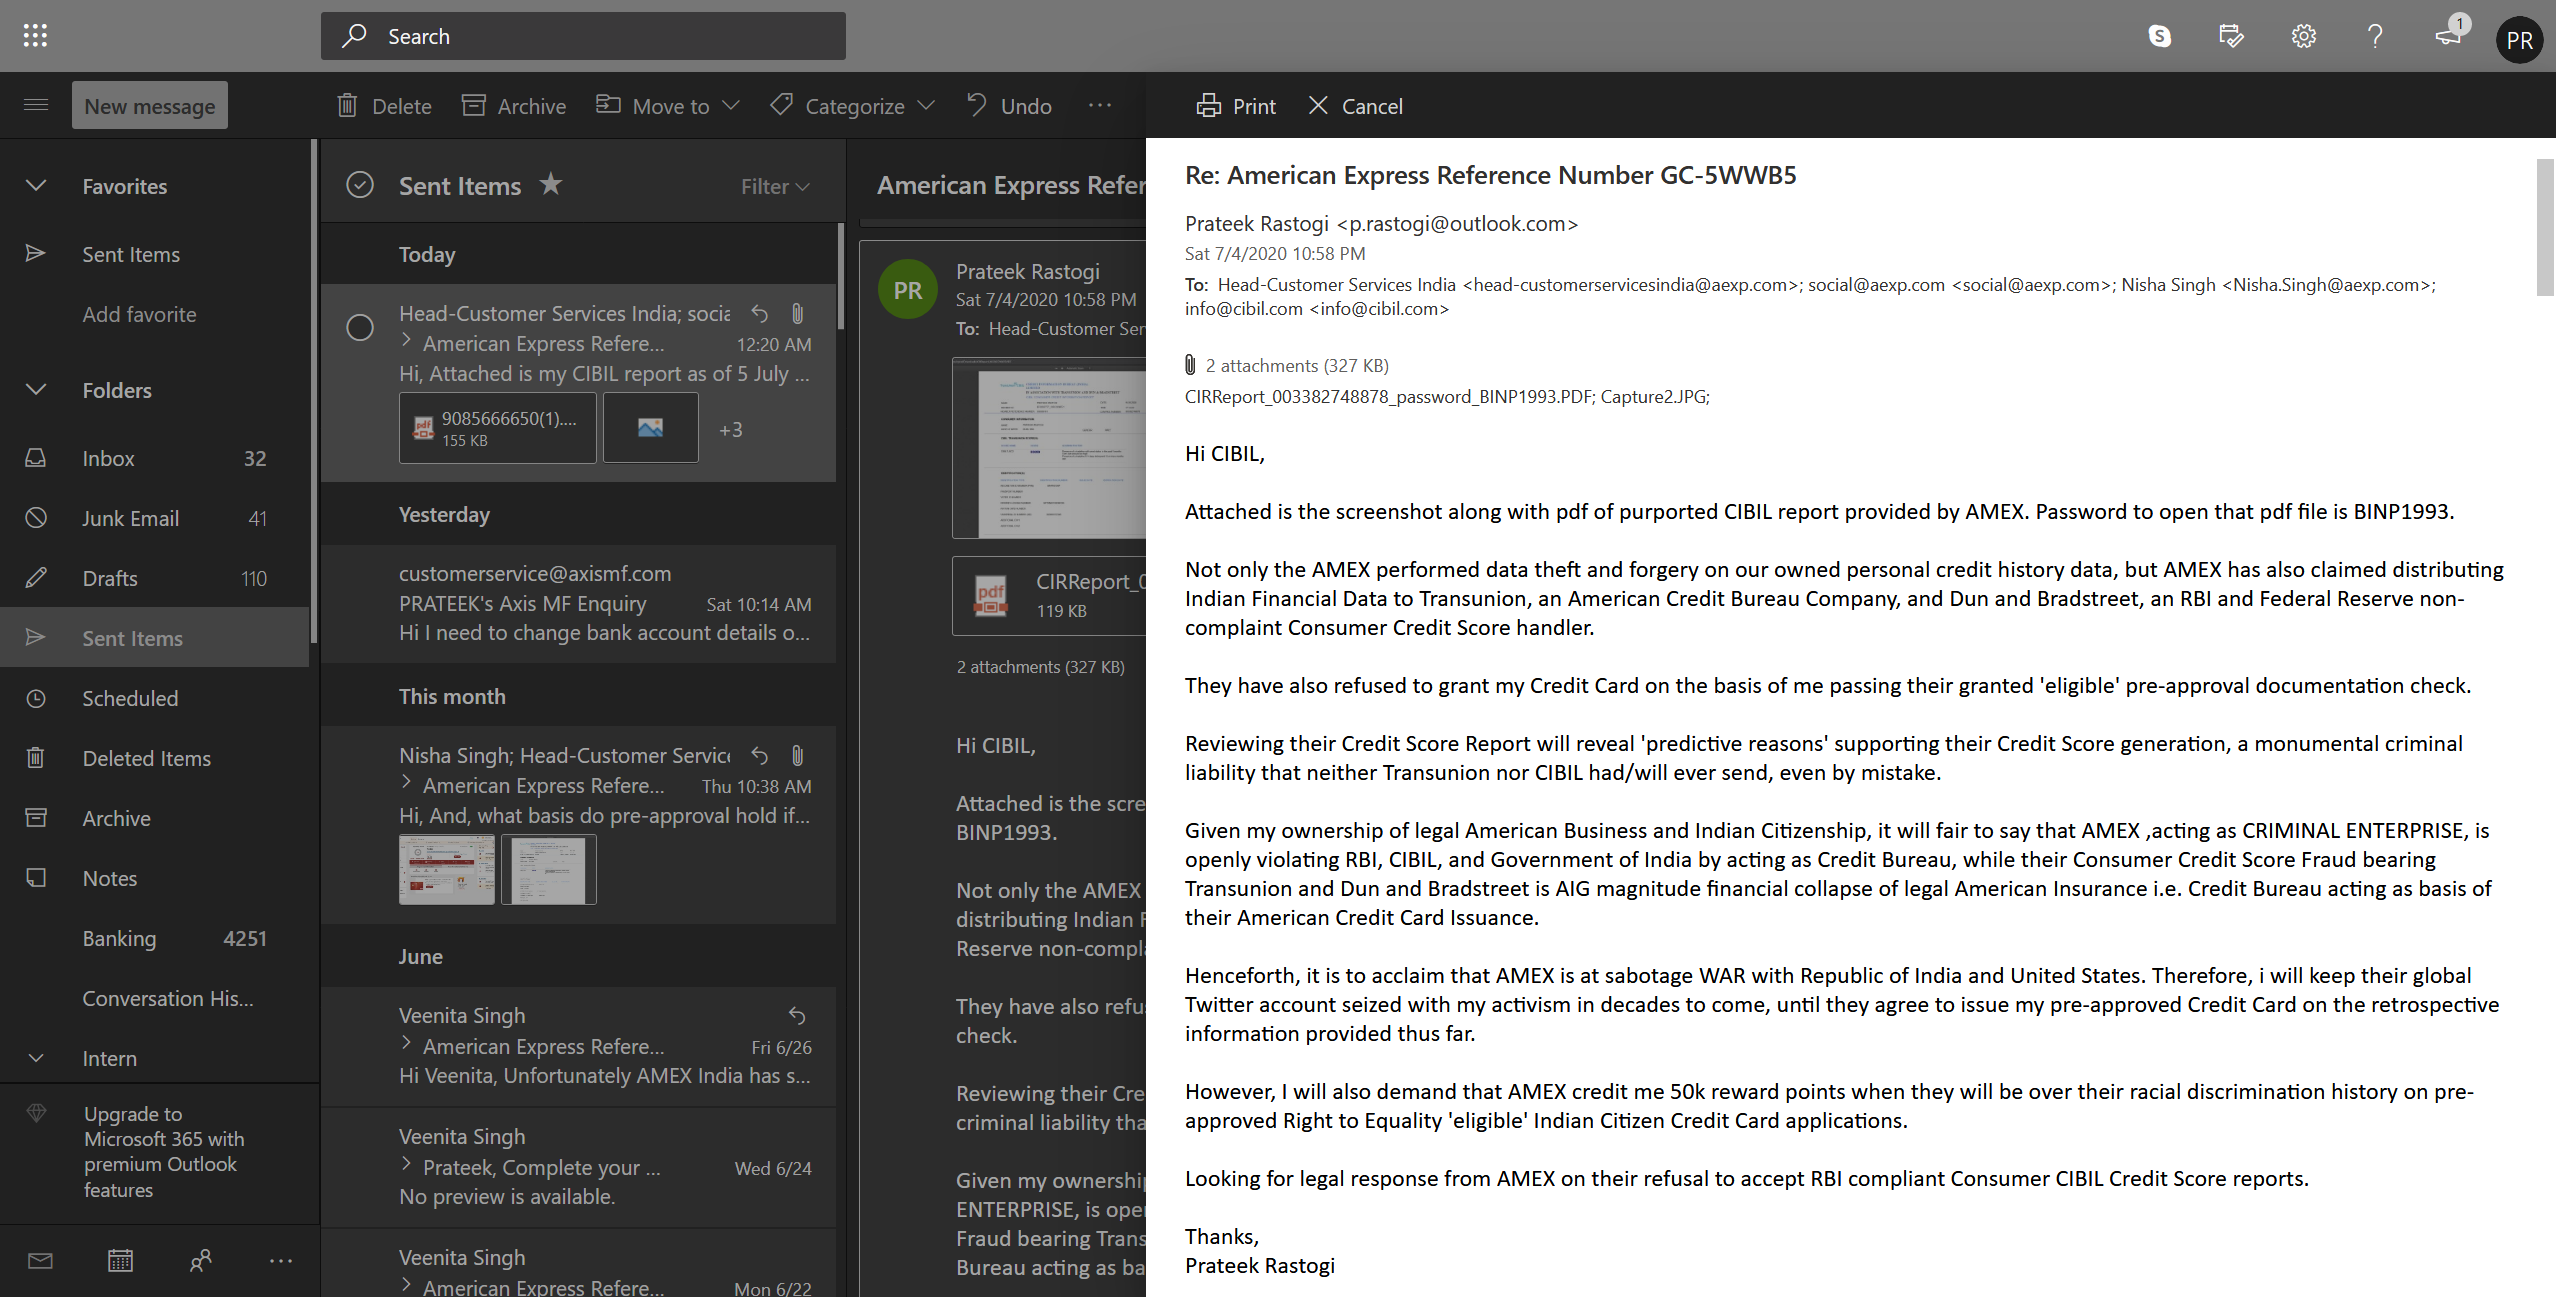 Search
S
1
PR
New message
Delete
Archive
Move to
Categorize
Undo
Print
Cancel
Favorites
Sent Items
Add favorite
Folders
Inbox 32
Junk Email 41
Drafts 110
Sent Items
Scheduled
Deleted Items
Archive
Notes
Banking 4251
Conversation His...
Intern
Upgrade to
Microsoft 365 with
premium Outlook
features
Sent Items
Filter
Today
Head-Customer Services India; socia
American Express Refere... 12:20 AM
Hi, Attached is my CIBIL report as of 5 July ...
pdf
9085666650(1)....
155 KB
+3
Yesterday
customerservice@axismf.com
PRATEEK's Axis MF Enquiry Sat 10:14 AM
Hi I need to change bank account details o...
This month
Nisha Singh; Head-Customer Service
American Express Refere... Thu 10:38 AM
Hi, And, what basis do pre-approval hold if...
June
Veenita Singh
American Express Refere... Fri 6/26
Hi Veenita, Unfortunately AMEX India has s...
Veenita Singh
Prateek, Complete your ... Wed 6/24
No preview is available.
Veenita Singh
American Express Refere... Mon 6/22
American Express Refer
PR
Prateek Rastogi
Sat 7/4/2020 10:58 PM
To: Head-Customer Ser
pdf
CIRReport_0
119 KB
2 attachments (327 KB)
Hi CIBIL,
Attached is the scre
BINP1993.
Not only the AMEX
distributing Indian F
Reserve non-compla
They have also refu
check.
Reviewing their Cre
criminal liability tha
Given my ownership
ENTERPRISE, is ope
Fraud bearing Trans
Bureau acting as ba
Re: American Express Reference Number GC-5WWB5
Prateek Rastogi <p.rastogi@outlook.com>
Sat 7/4/2020 10:58 PM
To: Head-Customer Services India <head-customerservicesindia@aexp.com>; social@aexp.com <social@aexp.com>; Nisha Singh <Nisha.Singh@aexp.com>;
info@cibil.com <info@cibil.com>
2 attachments (327 KB)
CIRReport_003382748878_password_BINP1993.PDF; Capture2.JPG;
Hi CIBIL,
Attached is the screenshot along with pdf of purported CIBIL report provided by AMEX. Password to open that pdf file is BINP1993.
Not only the AMEX performed data theft and forgery on our owned personal credit history data, but AMEX has also claimed distributing
Indian Financial Data to Transunion, an American Credit Bureau Company, and Dun and Bradstreet, an RBI and Federal Reserve non-
complaint Consumer Credit Score handler.
They have also refused to grant my Credit Card on the basis of me passing their granted 'eligible' pre-approval documentation check.
Reviewing their Credit Score Report will reveal 'predictive reasons' supporting their Credit Score generation, a monumental criminal
liability that neither Transunion nor CIBIL had/will ever send, even by mistake.
Given my ownership of legal American Business and Indian Citizenship, it will fair to say that AMEX ,acting as CRIMINAL ENTERPRISE, is
openly violating RBI, CIBIL, and Government of India by acting as Credit Bureau, while their Consumer Credit Score Fraud bearing
Transunion and Dun and Bradstreet is AIG magnitude financial collapse of legal American Insurance i.e. Credit Bureau acting as basis of
their American Credit Card Issuance.
Henceforth, it is to acclaim that AMEX is at sabotage WAR with Republic of India and United States. Therefore, i will keep their global
Twitter account seized with my activism in decades to come, until they agree to issue my pre-approved Credit Card on the retrospective
information provided thus far.
However, I will also demand that AMEX credit me 50k reward points when they will be over their racial discrimination history on pre-
approved Right to Equality 'eligible' Indian Citizen Credit Card applications.
Looking for legal response from AMEX on their refusal to accept RBI compliant Consumer CIBIL Credit Score reports.
Thanks,
Prateek Rastogi